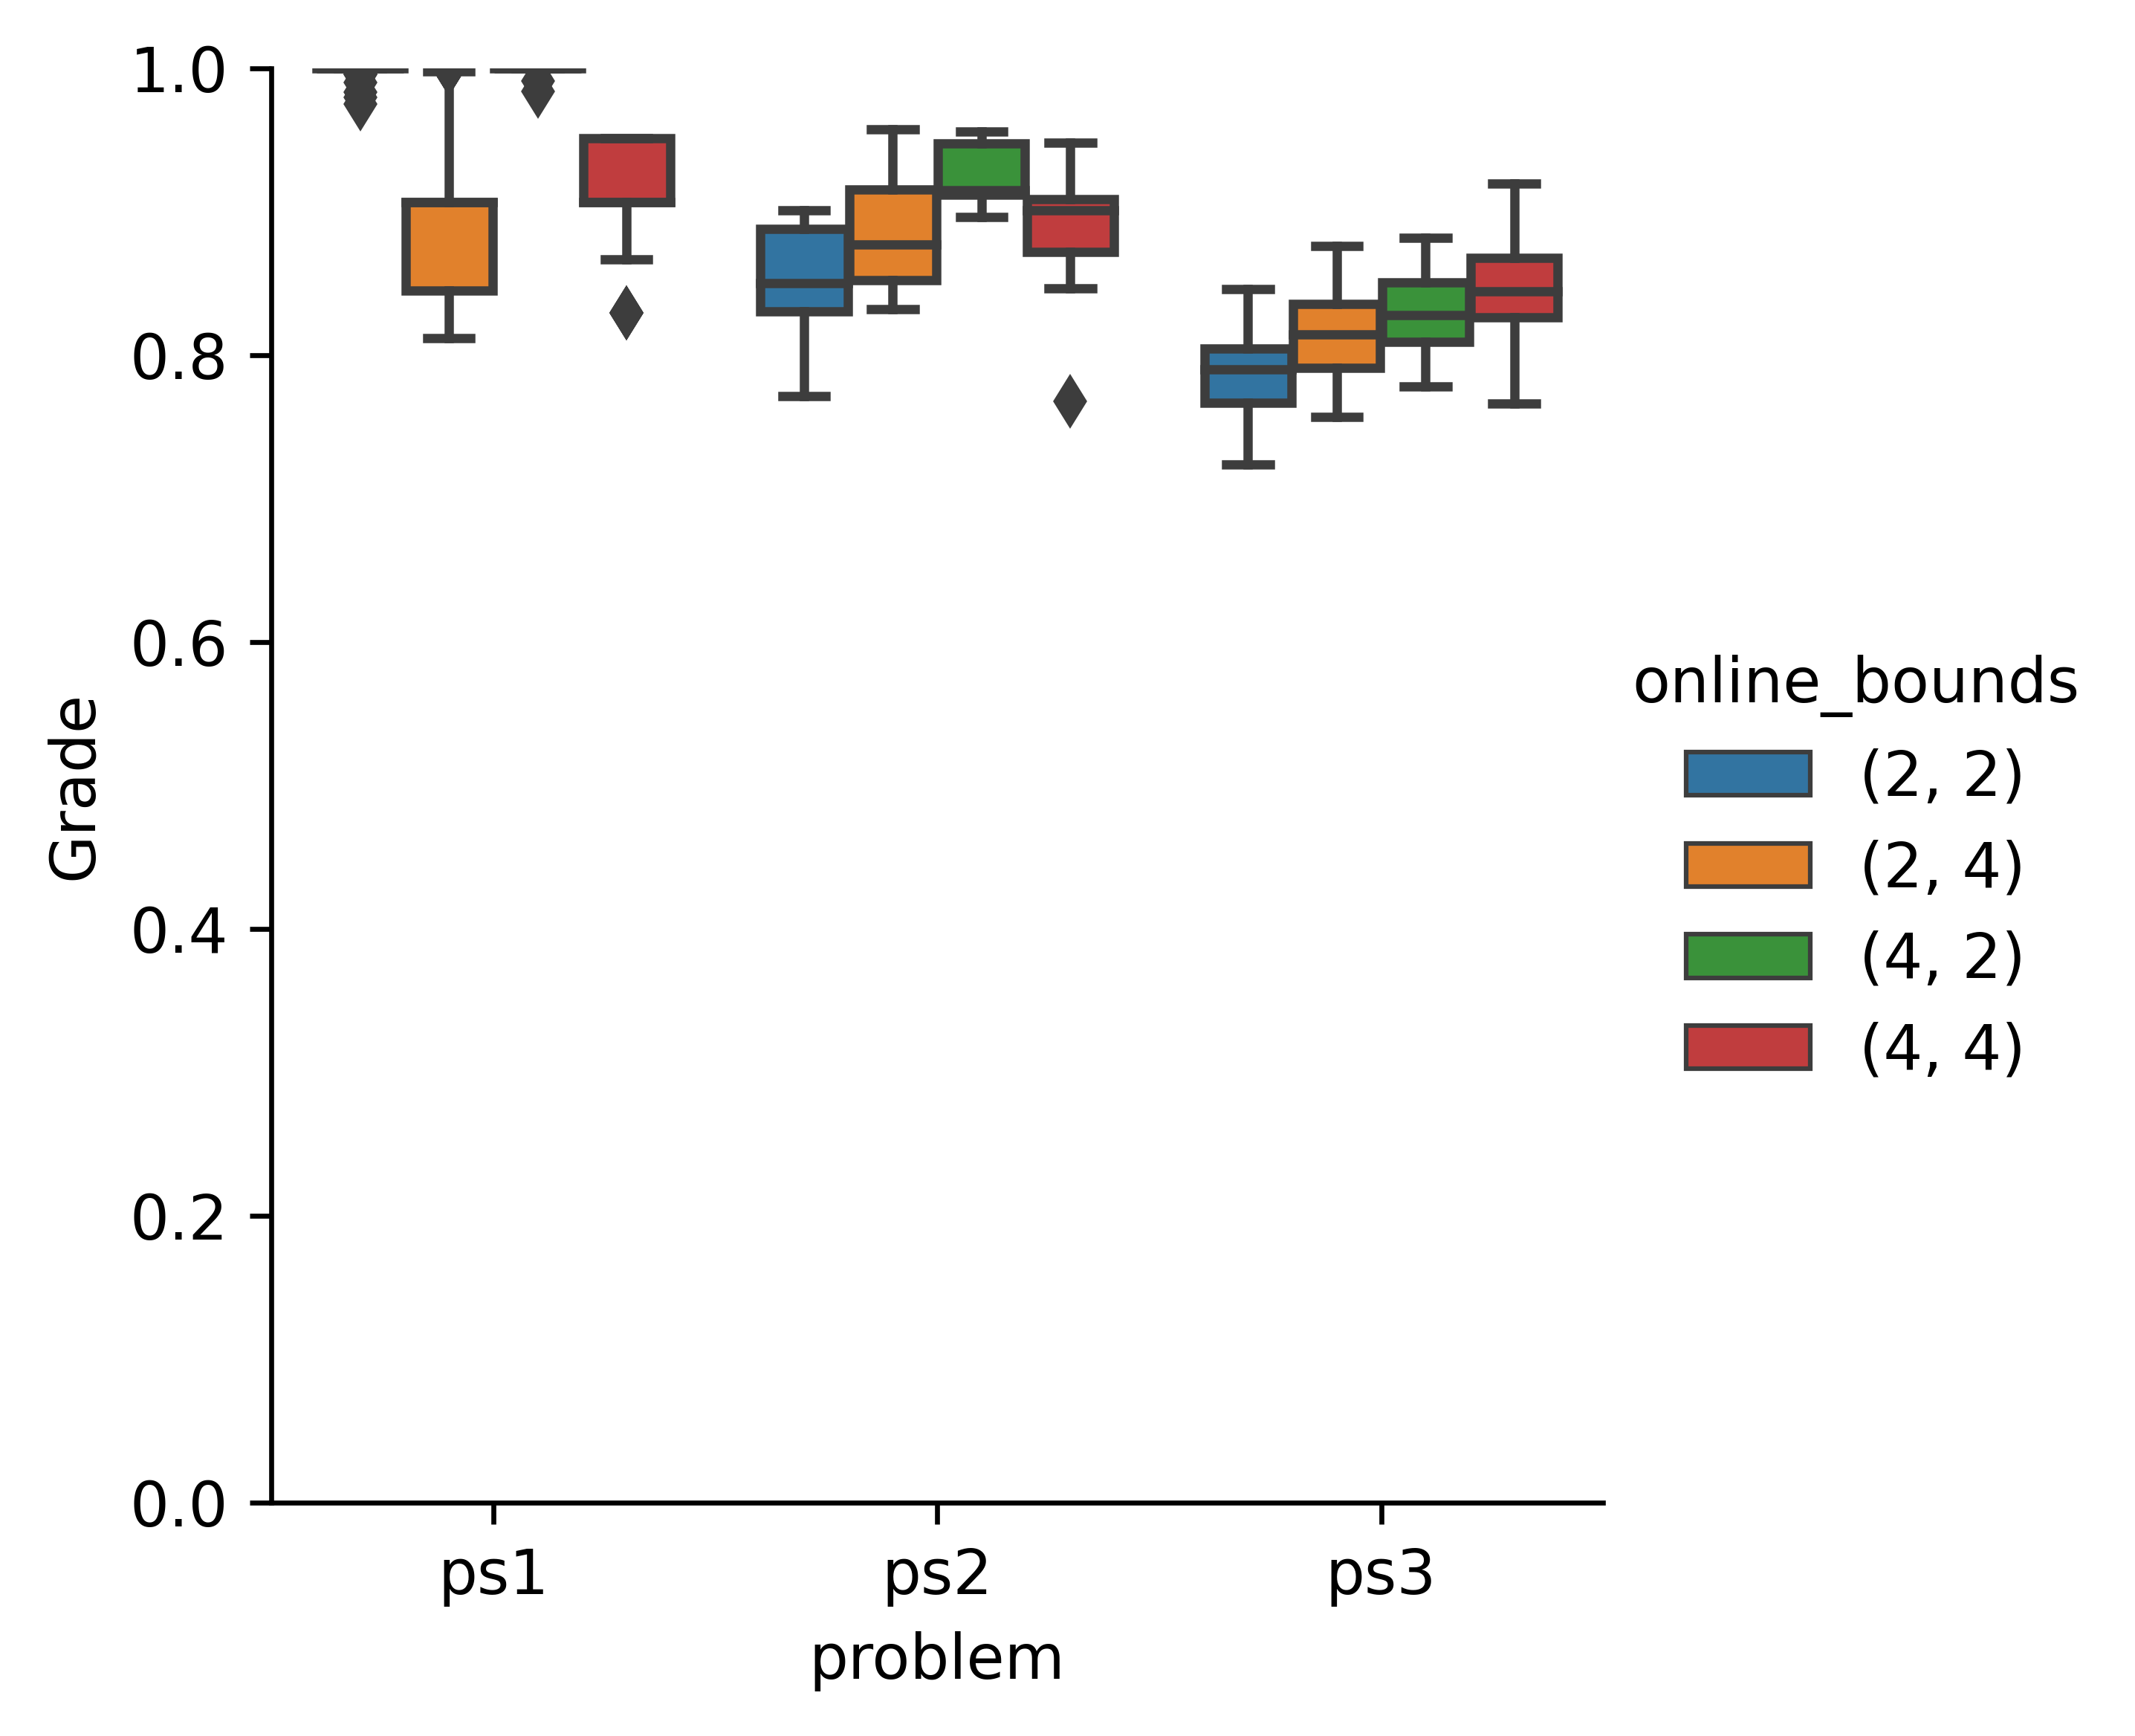 1.0
0.8
0.6
0.4
0.2
0.0
Grade
ps1
ps2
ps3
problem
online_bounds
(2, 2)
(2, 4)
(4, 2)
(4, 4)